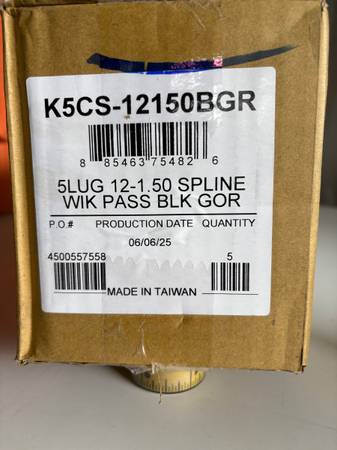 K5CS-12150BGR
8 85463 75482 6
5LUG 12-1.50 SPLINE
WIK PASS BLK GOR
P.O.# PRODUCTION DATE QUANTITY
06/06/25
4500557558 5
MADE IN TAIWAN